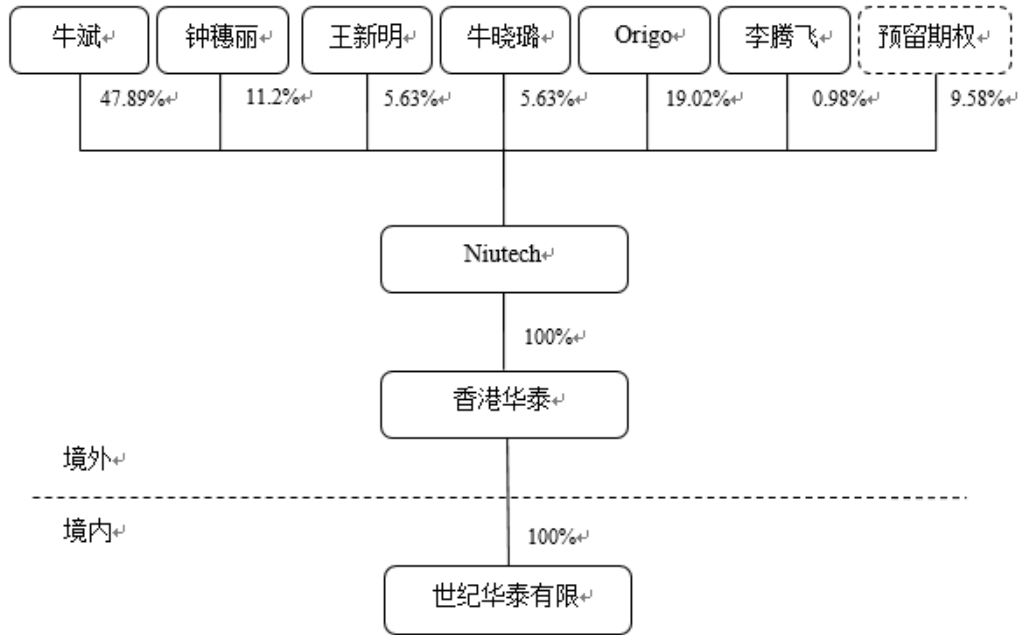 牛斌
钟穗丽
王新明
牛晓璐
Origo
李腾飞
预留期权
47.89%
11.2%
5.63%
5.63%
19.02%
0.98%
9.58%
Niutech
100%
香港华泰
境外
境内
100%
世纪华泰有限